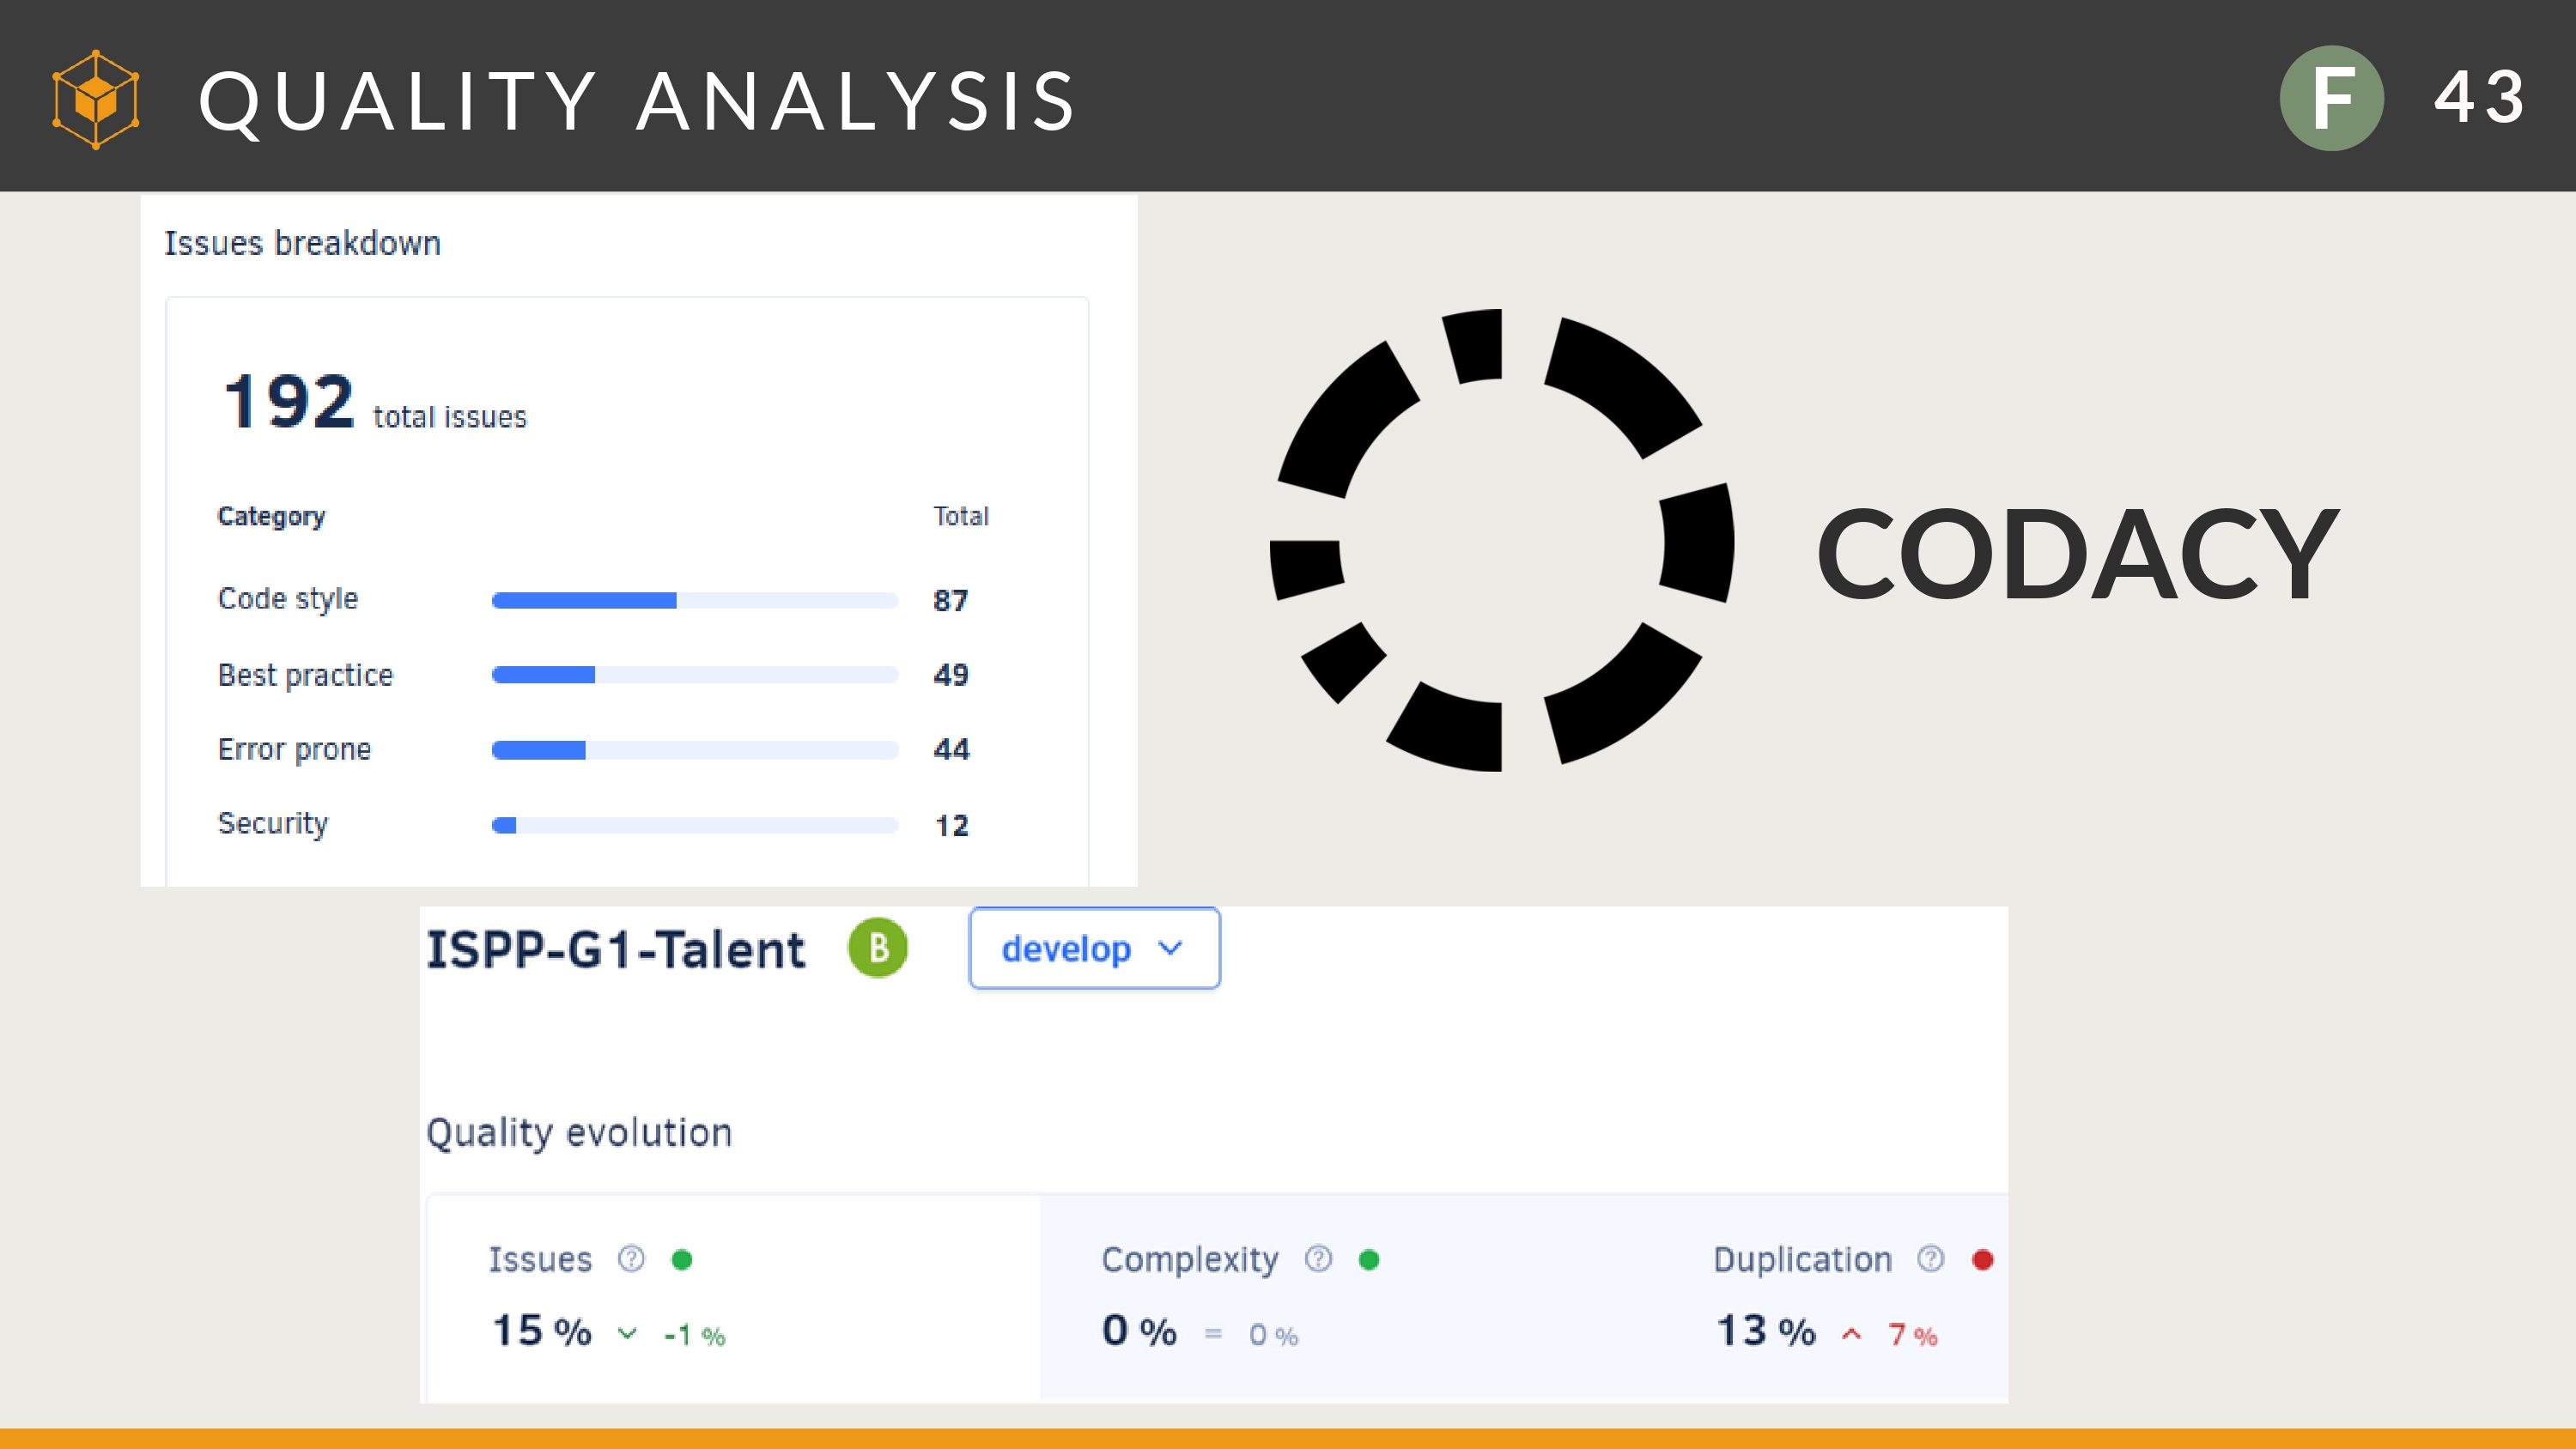 QUALITY ANALYSIS
F 43
Issues breakdown
192 total issues
Category Total
Code style 87
Best practice 49
Error prone 44
Security 12
CODACY
ISPP-G1-Talent B develop
Quality evolution
Issues ? Complexity ? Duplication ?
15 % -1 % 0 % = 0 % 13 % 7 %